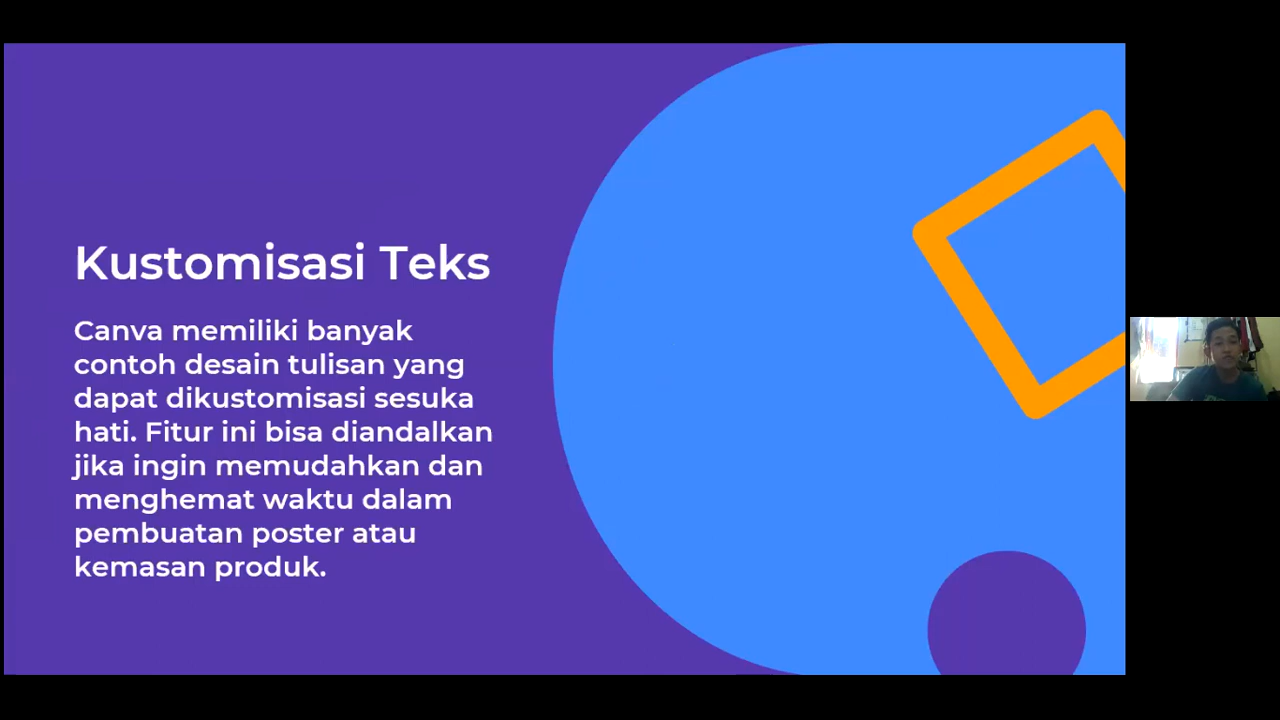 Kustomisasi Teks
Canva memiliki banyak
contoh desain tulisan yang
dapat dikustomisasi sesuka
hati. Fitur ini bisa diandalkan
jika ingin memudahkan dan
menghemat waktu dalam
pembuatan poster atau
kemasan produk.